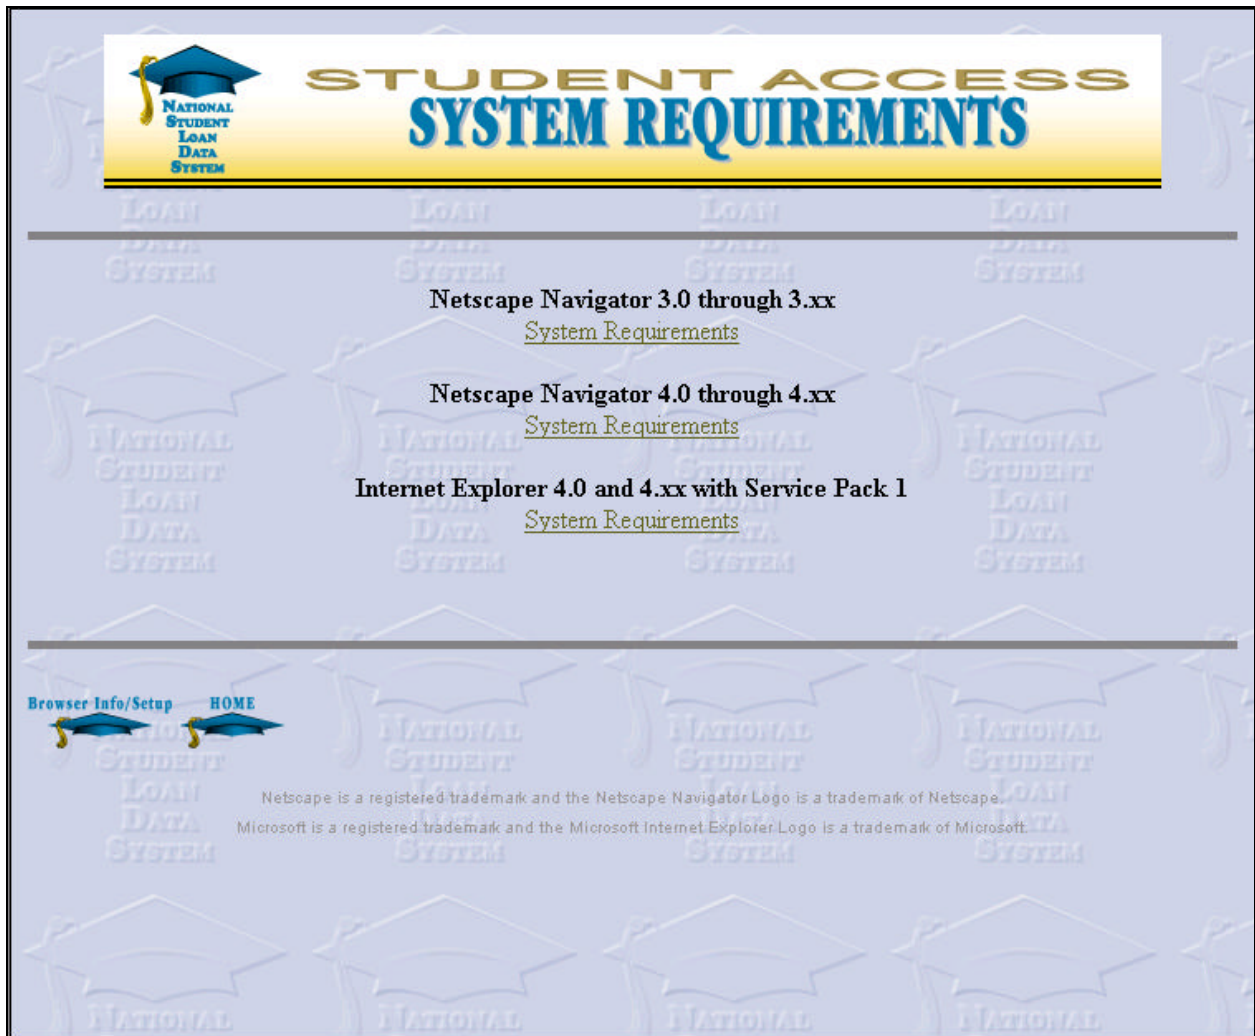 NATIONAL
STUDENT
LOAN
DATA
SYSTEM
STUDENT ACCESS
SYSTEM REQUIREMENTS
Netscape Navigator 3.0 through 3.xx
System Requirements
Netscape Navigator 4.0 through 4.xx
System Requirements
Internet Explorer 4.0 and 4.xx with Service Pack 1
System Requirements
Browser Info/Setup HOME
Netscape is a registered trademark and the Netscape Navigator Logo is a trademark of Netscape.
Microsoft is a registered trademark and the Microsoft Internet Explorer Logo is a trademark of Microsoft.